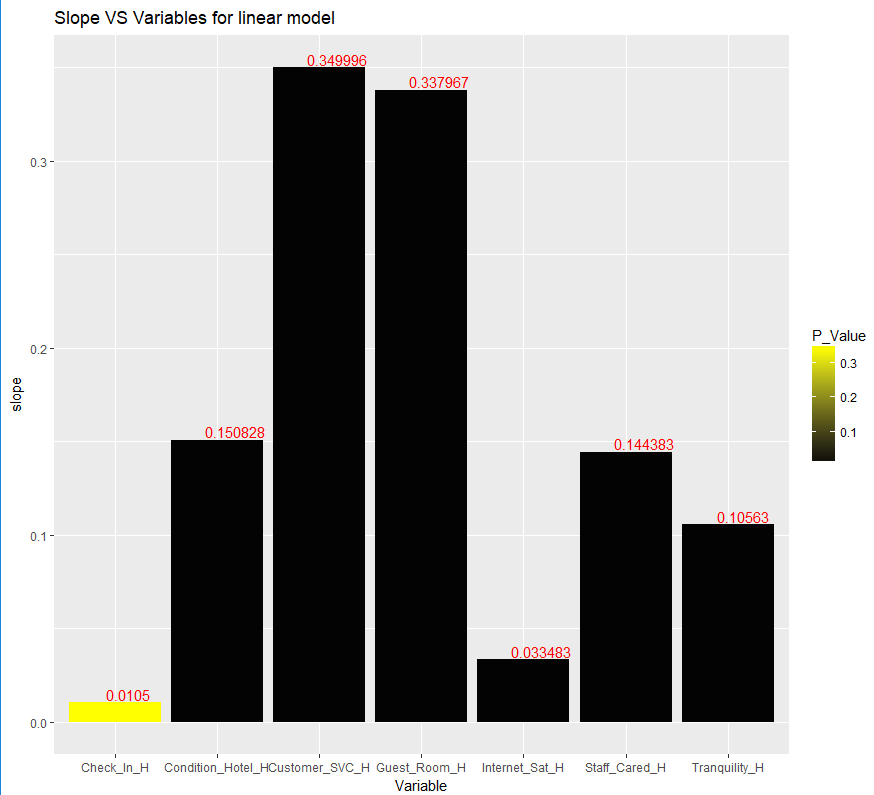 Slope VS Variables for linear model
slope
0.3
0.2
0.1
0.0
0.0105
0.150828
0.349996
0.337967
0.033483
0.144383
0.10563
Check_In_H Condition_Hotel_H Customer_SVC_H Guest_Room_H Internet_Sat_H Staff_Cared_H Tranquility_H
Variable
P_Value
0.3
0.2
0.1